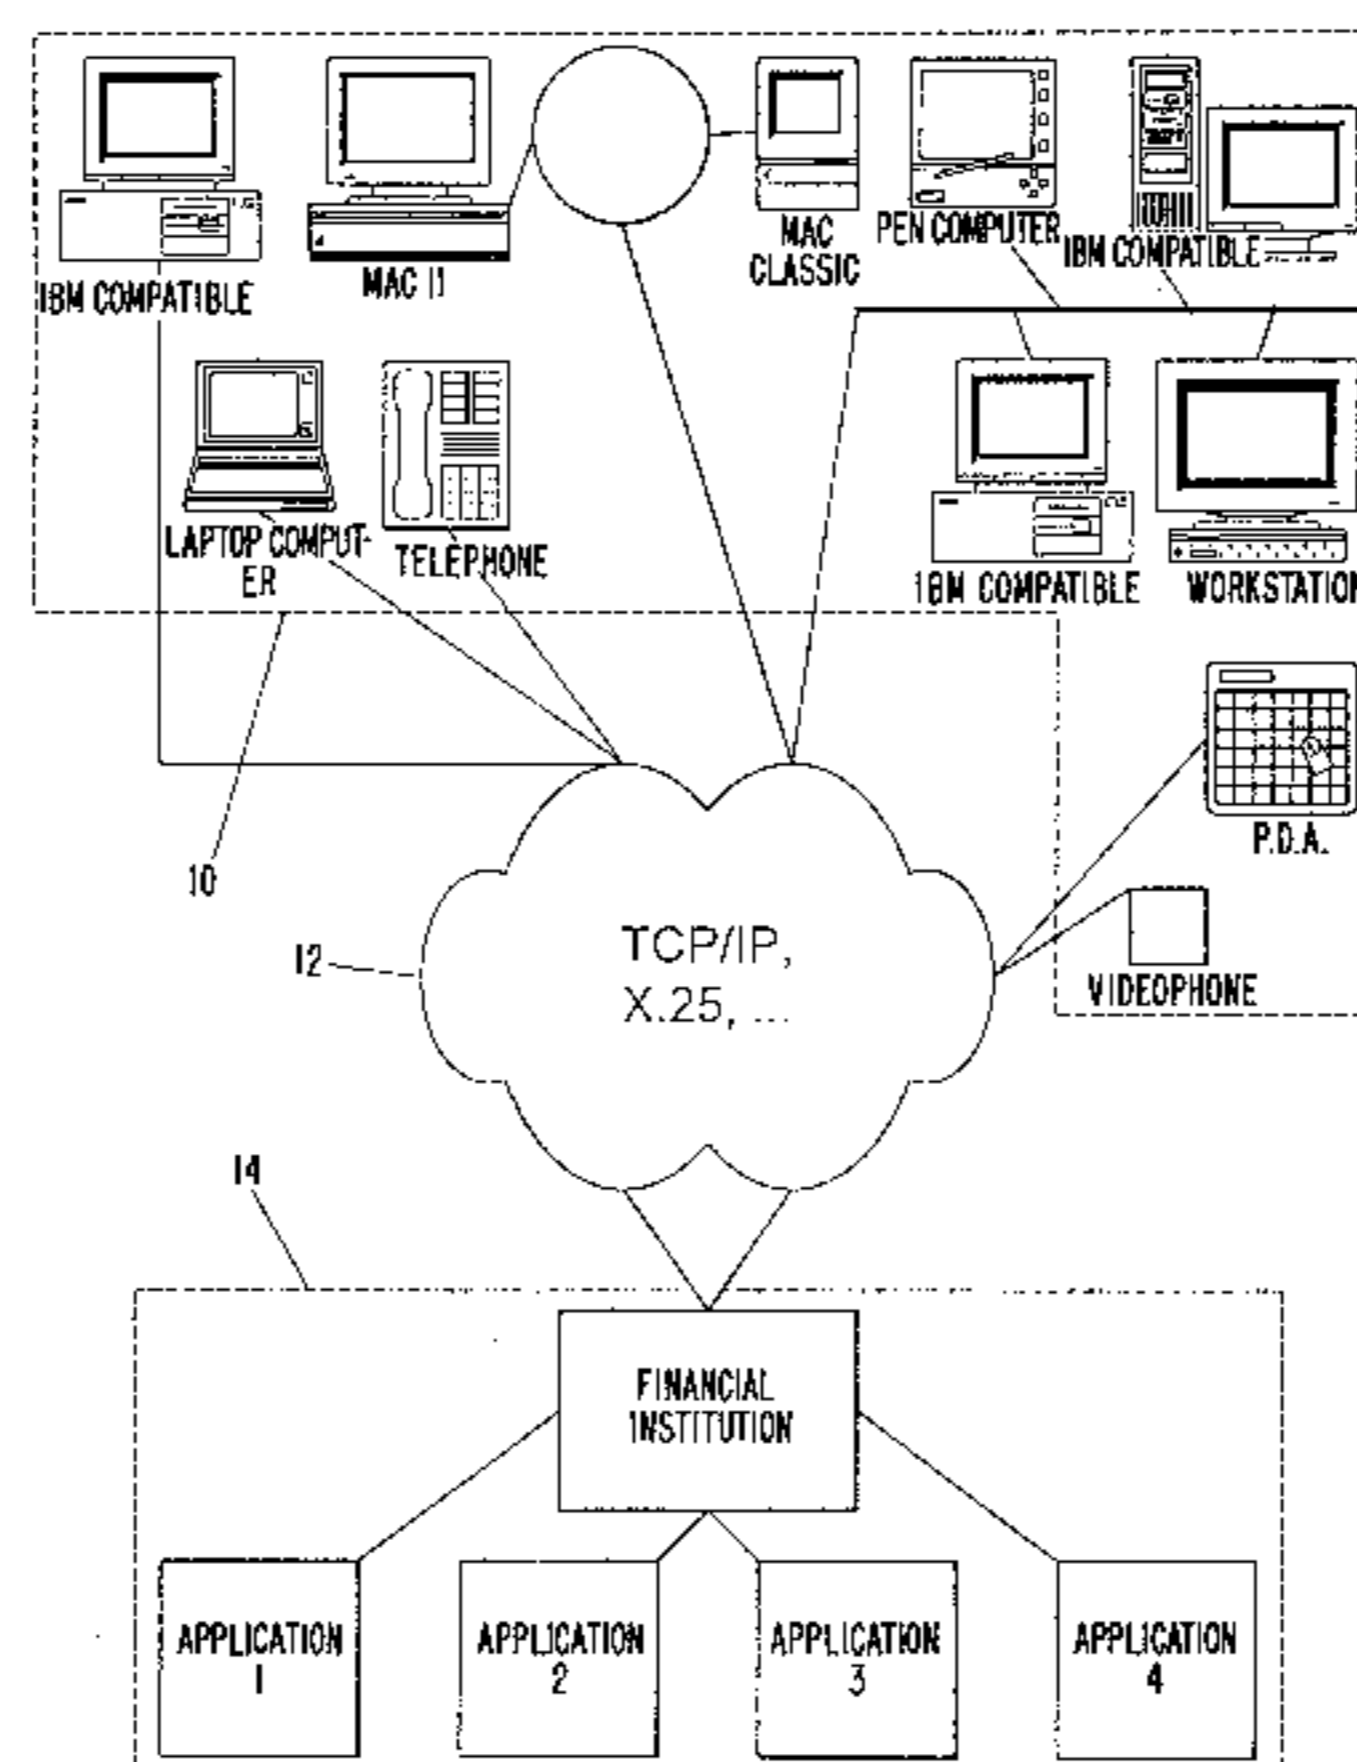 MAC
CLASSIC
PEN COMPUTER
IBM COMPATIBLE
IBM COMPATIBLE
MAC II
LAPTOP COMPUT-
ER
TELEPHONE
IBM COMPATIBLE
WORKSTATION
P.D.A.
10
12
TCP/IP,
X.25, ...
VIDEOPHONE
14
FINANCIAL
INSTITUTION
APPLICATION
1
APPLICATION
2
APPLICATION
3
APPLICATION
4